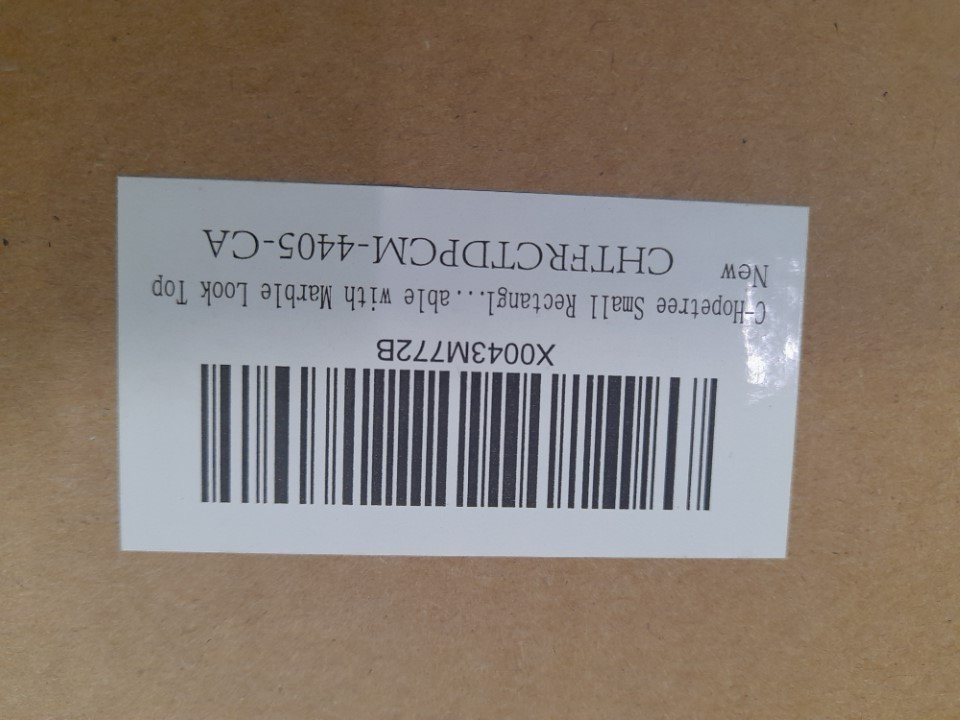 X0043M772B
C-Hopetree Small Rectangl...able with Marble Look Top
New
CHTFRCTDPCM-4405-CA